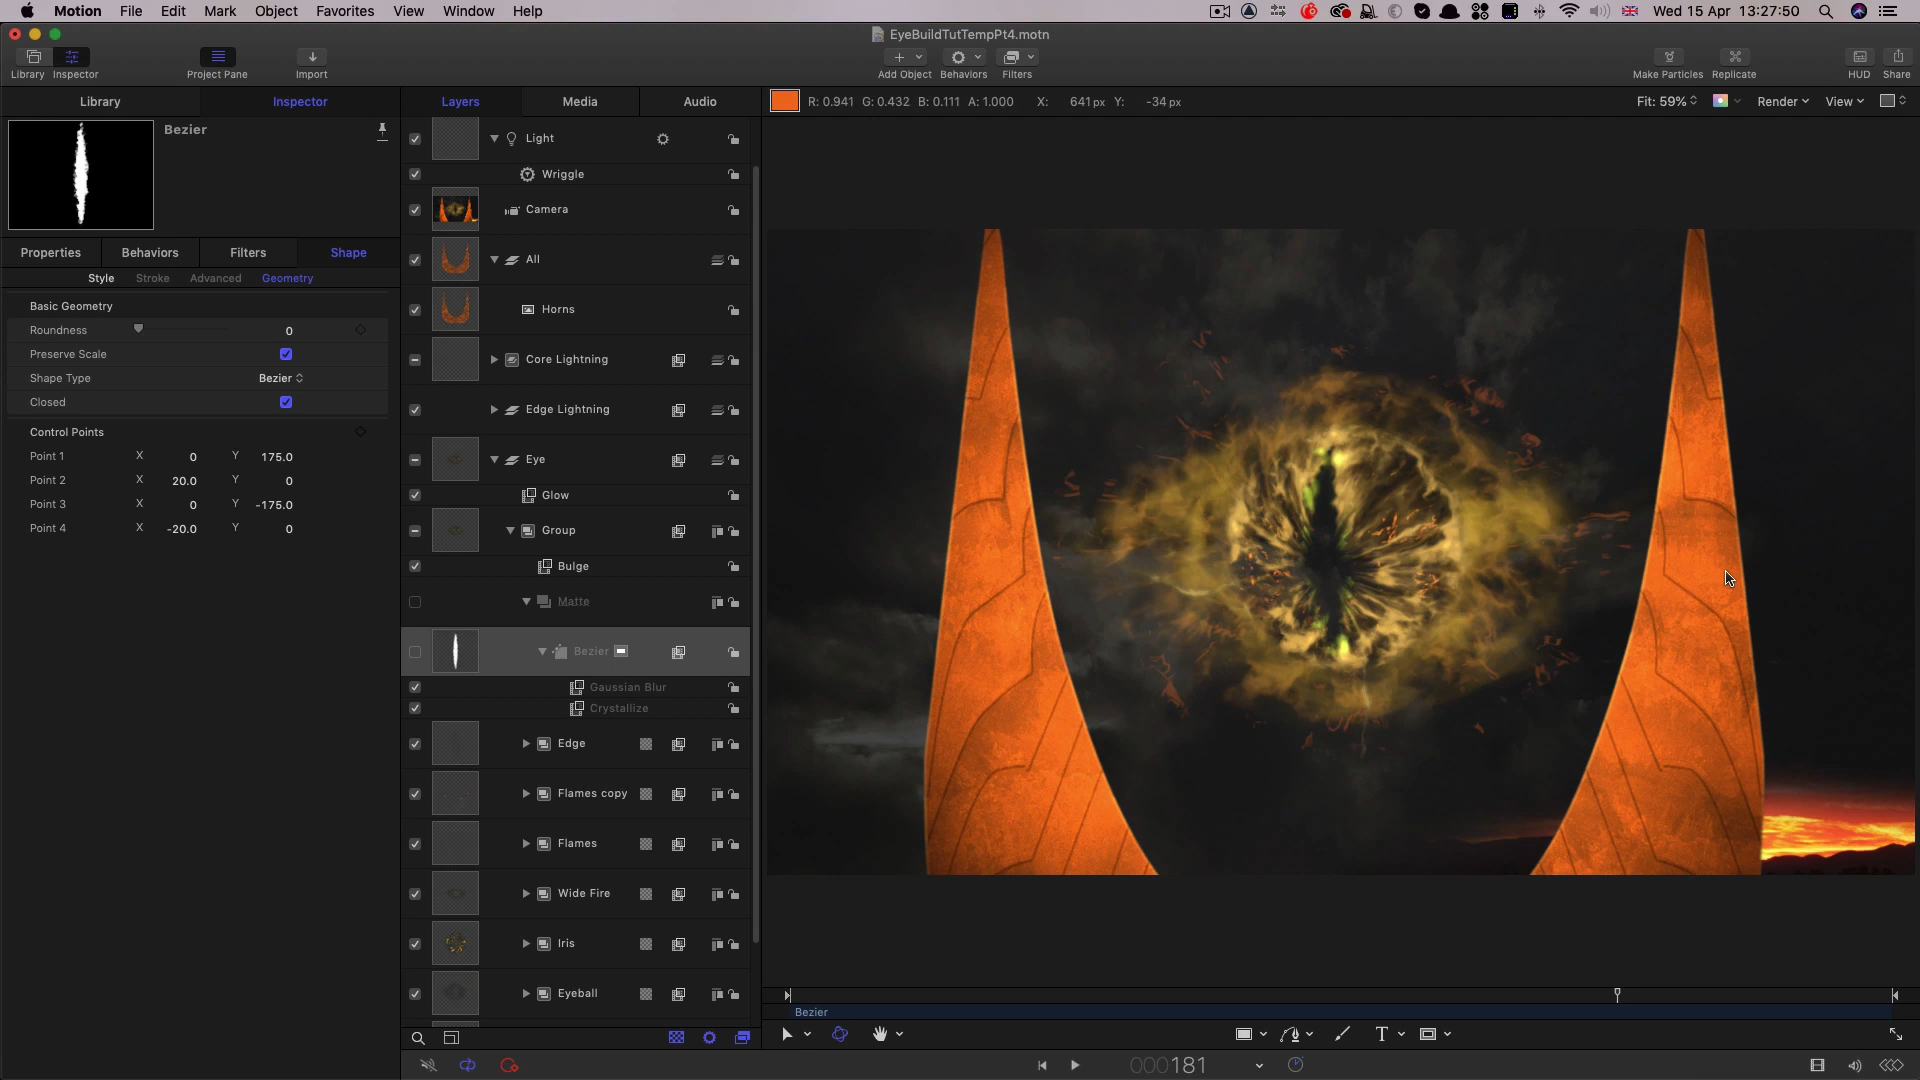 Motion File Edit Mark Object Favorites View Window Help Wed 15 Apr 13:27:50
EyeBuildTutTempPt4.motn
Library Inspector Project Pane Import Add Object Behaviors Filters Make Particles Replicate HUD Share
Library Inspector Layers Media Audio R: 0.941 G: 0.432 B: 0.111 A: 1.000 X: 641 px Y: -34 px Fit: 59% Render View
Bezier
Properties Behaviors Filters Shape
Style Stroke Advanced Geometry
Basic Geometry
Roundness 0
Preserve Scale
Shape Type Bezier
Closed
Control Points
Point 1 X 0 Y 175.0
Point 2 X 20.0 Y 0
Point 3 X 0 Y -175.0
Point 4 X -20.0 Y 0
Light
Wriggle
Camera
All
Horns
Core Lightning
Edge Lightning
Eye
Glow
Group
Bulge
Matte
Bezier
Gaussian Blur
Crystallize
Edge
Flames copy
Flames
Wide Fire
Iris
Eyeball
Bezier
T
000181